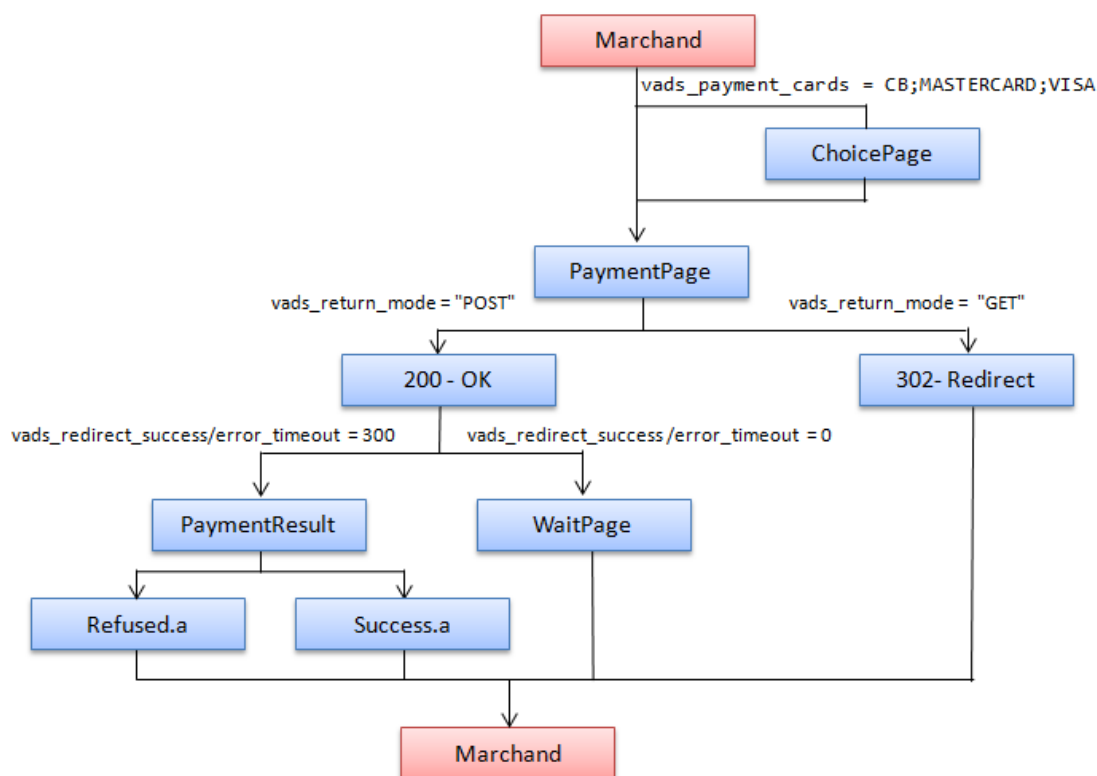 Marchand
vads_payment_cards = CB;MASTERCARD;VISA
ChoicePage
PaymentPage
vads_return_mode = "POST"
vads_return_mode = "GET"
200 - OK
302- Redirect
vads_redirect_success/error_timeout = 300
vads_redirect_success/error_timeout = 0
PaymentResult
WaitPage
Refused.a
Success.a
Marchand